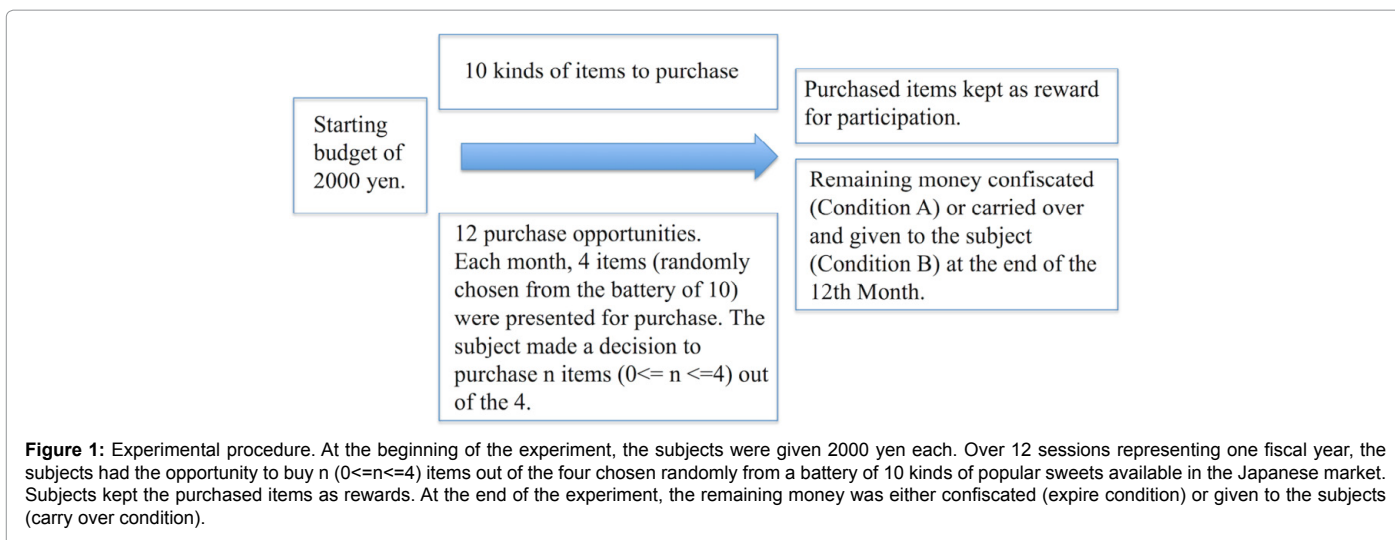 Starting
budget of
2000 yen.
10 kinds of items to purchase
12 purchase opportunities.
Each month, 4 items (randomly
chosen from the battery of 10)
were presented for purchase. The
subject made a decision to
purchase n items (0<= n <=4) out
of the 4.
Purchased items kept as reward
for participation.
Remaining money confiscated
(Condition A) or carried over
and given to the subject
(Condition B) at the end of the
12th Month.
Figure 1: Experimental procedure. At the beginning of the experiment, the subjects were given 2000 yen each. Over 12 sessions representing one fiscal year, the
subjects had the opportunity to buy n (0<=n<=4) items out of the four chosen randomly from a battery of 10 kinds of popular sweets available in the Japanese market.
Subjects kept the purchased items as rewards. At the end of the experiment, the remaining money was either confiscated (expire condition) or given to the subjects
(carry over condition).